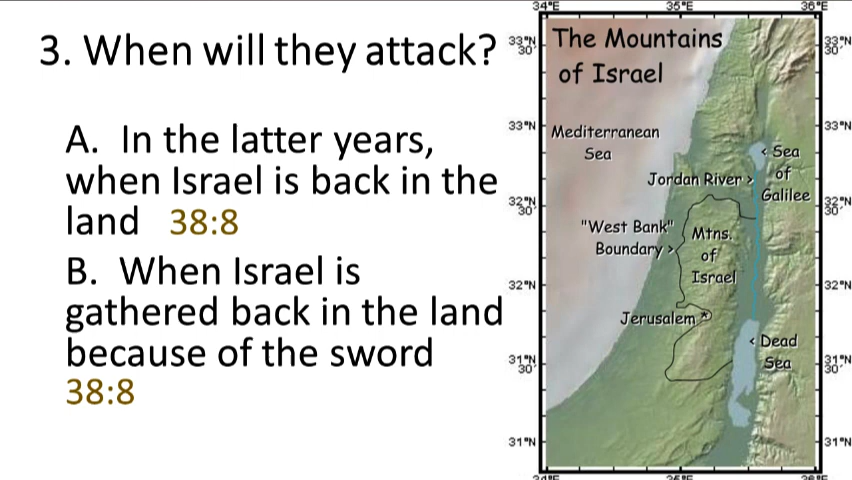 3. When will they attack?
A. In the latter years,
when Israel is back in the
land 38:8
B. When Israel is
gathered back in the land
because of the sword
38:8
34°E 35°E 36°E
The Mountains
of Israel
33°N 30' 33°N 30'
33°N 33°N
Mediterranean
Sea
< Sea
of
Galilee
Jordan River >
32°N 30' 32°N 30'
"West Bank"
Boundary >
Mtns.
of
Israel
32°N 32°N
Jerusalem *
< Dead
Sea
31°N 30' 31°N 30'
31°N 31°N
34°E 35°E 36°E